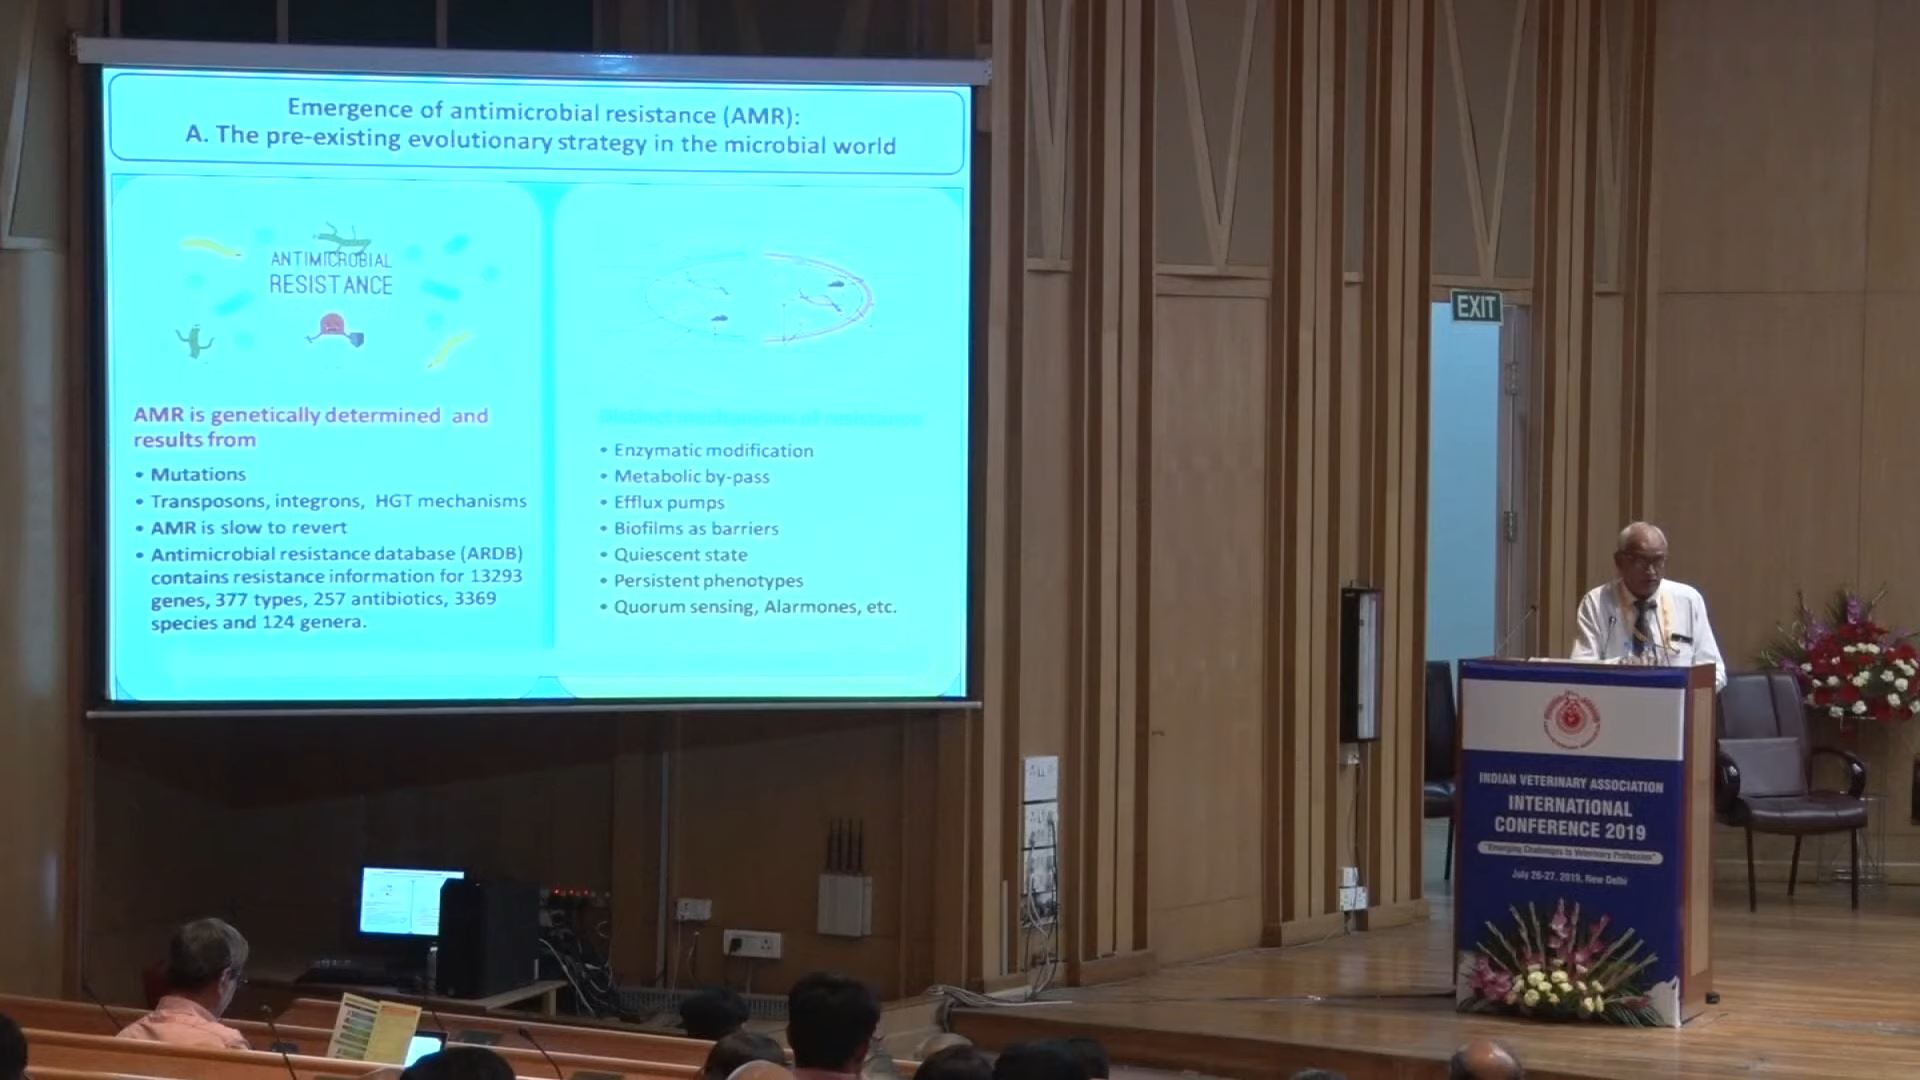 Emergence of antimicrobial resistance (AMR):
A. The pre-existing evolutionary strategy in the microbial world
ANTIMICROBIAL
RESISTANCE
AMR is genetically determined and
results from
• Mutations
• Transposons, integrons, HGT mechanisms
• AMR is slow to revert
• Antimicrobial resistance database (ARDB)
contains resistance information for 13293
genes, 377 types, 257 antibiotics, 3369
species and 124 genera.
Distinct mechanisms of resistance
• Enzymatic modification
• Metabolic by-pass
• Efflux pumps
• Biofilms as barriers
• Quiescent state
• Persistent phenotypes
• Quorum sensing, Alarmones, etc.
EXIT
INDIAN VETERINARY ASSOCIATION
INTERNATIONAL
CONFERENCE 2019
"Emerging Challenges to Veterinary Profession"
July 26-27, 2019, New Delhi